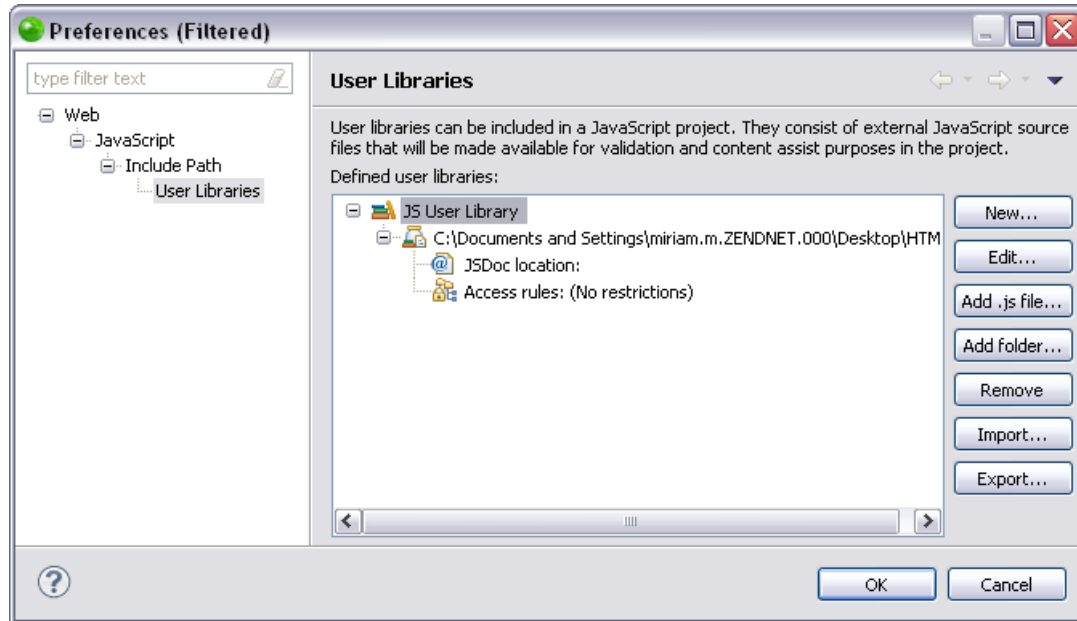 Preferences (Filtered)
type filter text
Web
JavaScript
Include Path
User Libraries
User Libraries
User libraries can be included in a JavaScript project. They consist of external JavaScript source
files that will be made available for validation and content assist purposes in the project.
Defined user libraries:
JS User Library
C:\Documents and Settings\miriam.m.ZENDNET.000\Desktop\HTM
JSDoc location:
Access rules: (No restrictions)
New...
Edit...
Add .js file...
Add folder...
Remove
Import...
Export...
OK
Cancel